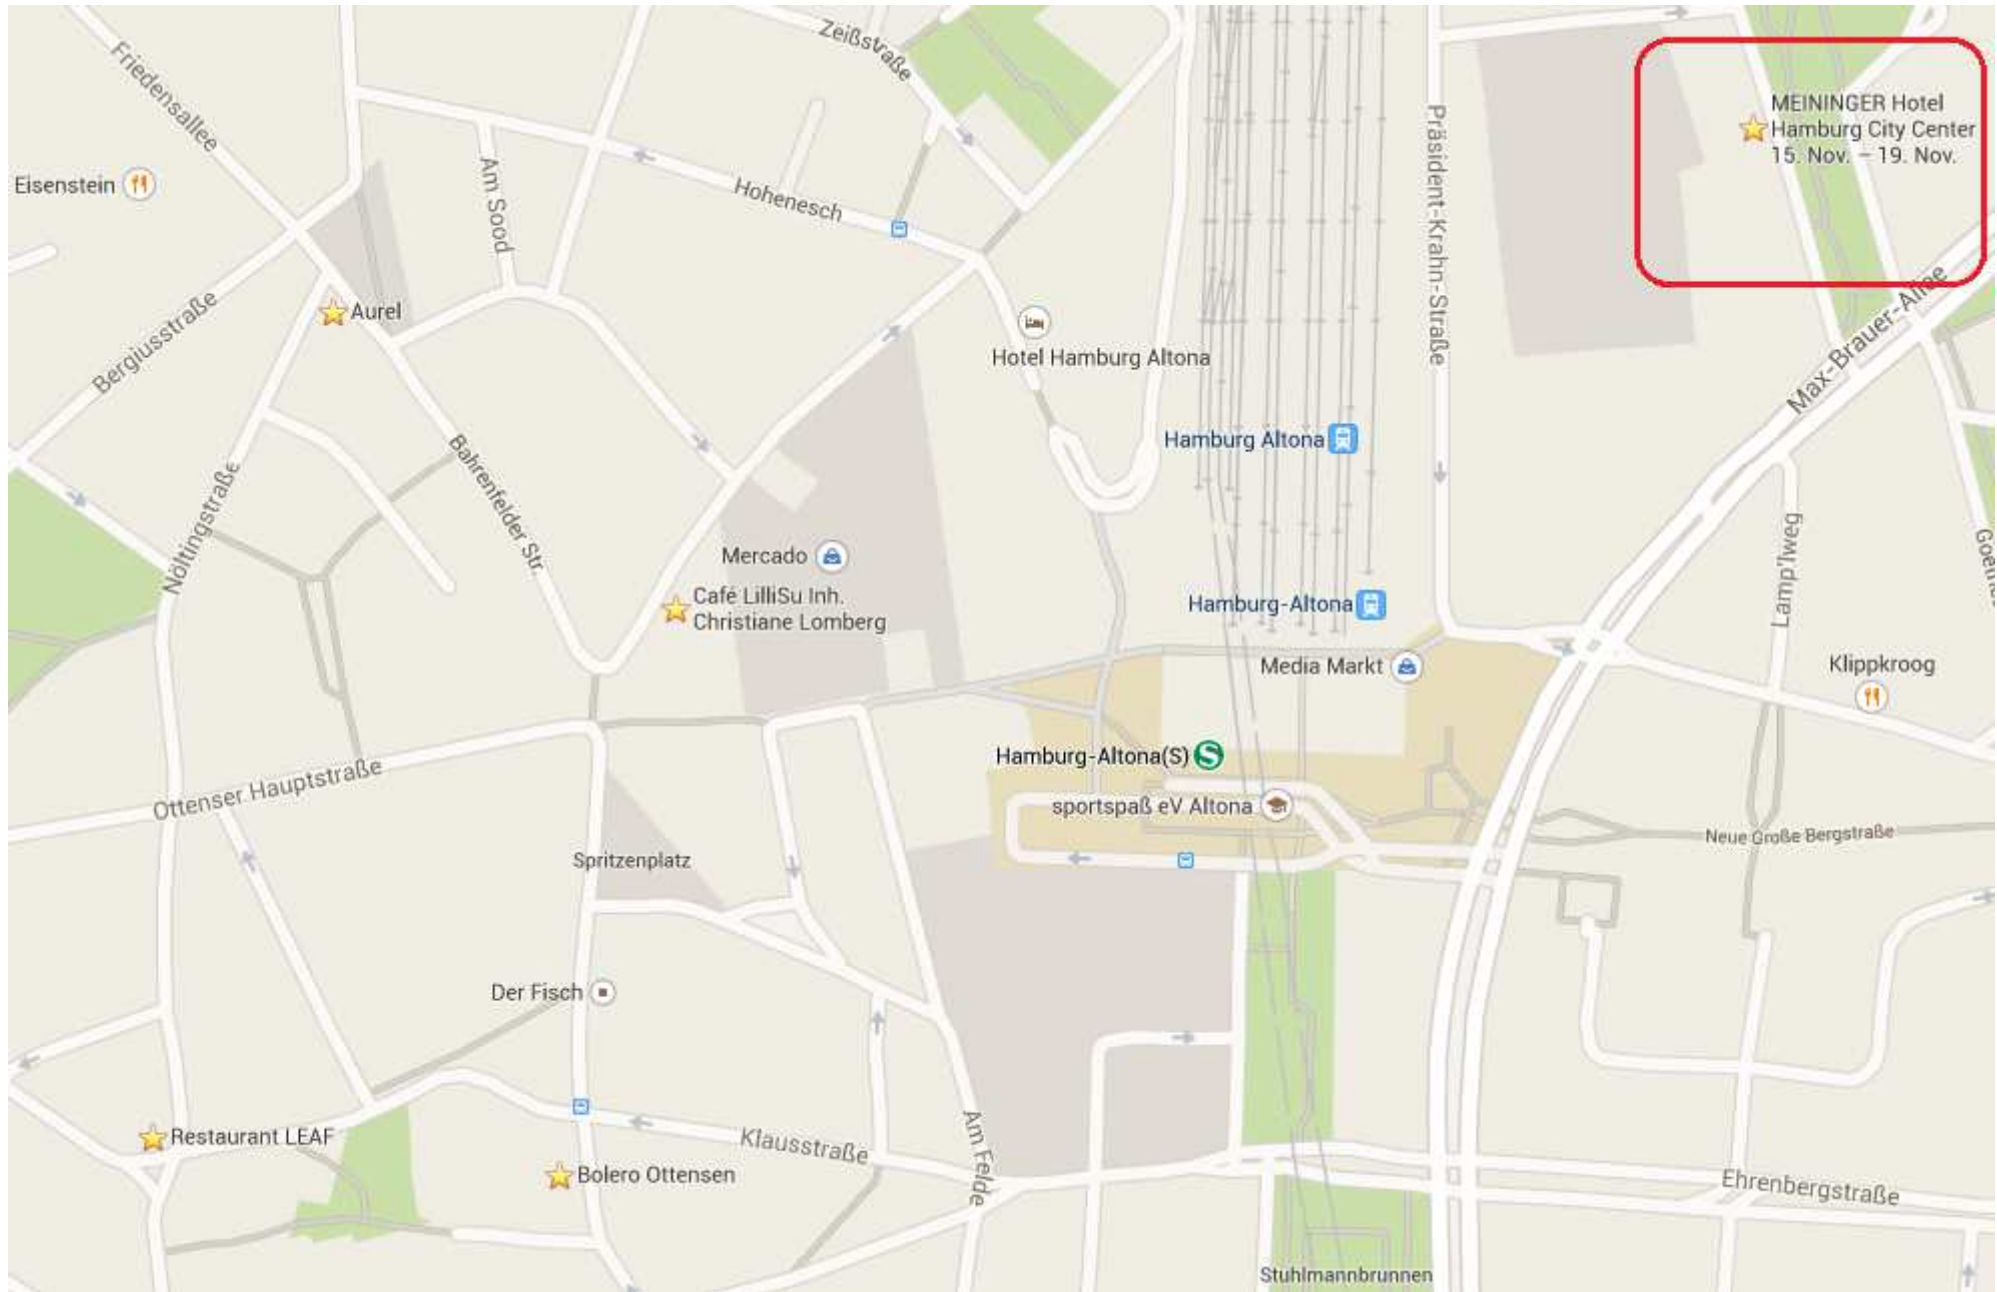 Zeißstraße
Friedensallee
MEININGER Hotel
Hamburg City Center
15. Nov. – 19. Nov.
Präsident-Krahn-Straße
Eisenstein
Am Sood
Hohenesch
Aurel
Bergiusstraße
Hotel Hamburg Altona
Max-Brauer-Allee
Hamburg Altona
Bahrenfelder Str.
Nöltingstraße
Mercado
Café LilliSu Inh.
Christiane Lomberg
Hamburg-Altona
Lamp'lweg
Media Markt
Klippkroog
Hamburg-Altona(S) S
Ottenser Hauptstraße
sportspaß eV Altona
Neue Große Bergstraße
Spritzenplatz
Der Fisch
Restaurant LEAF
Klausstraße
Am Felde
Bolero Ottensen
Ehrenbergstraße
Stuhlmannbrunnen